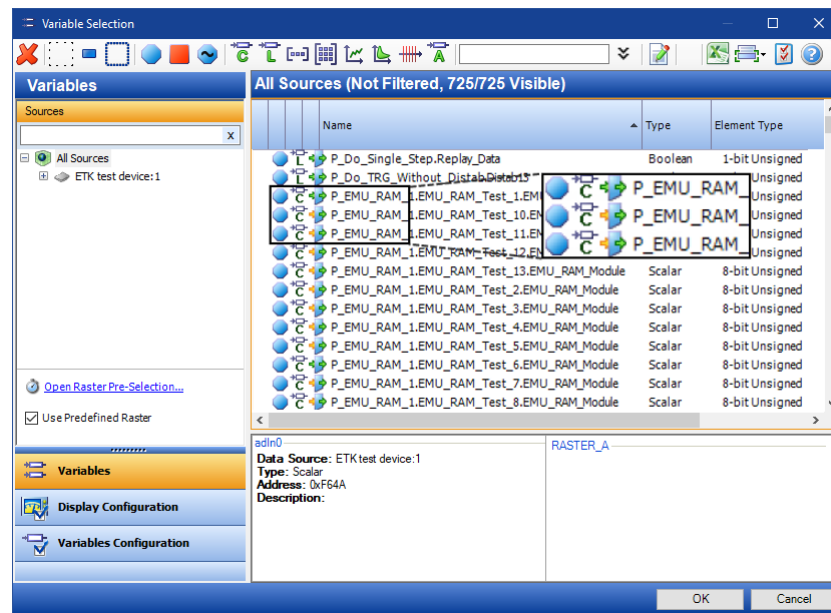 Variable Selection
Variables
Sources
x
All Sources
ETK test device:1
Open Raster Pre-Selection...
Use Predefined Raster
Variables
Display Configuration
Variables Configuration
All Sources (Not Filtered, 725/725 Visible)
Name Type Element Type
P_Do_Single_Step.Replay_Data Boolean 1-bit Unsigned
P_Do_TRG_Without_Distab.Distab13 Unsigned
P_EMU_RAM_1.EMU_RAM_Test_1.EMU Unsigned
P_EMU_RAM_1.EMU_RAM_Test_10.EM Unsigned
P_EMU_RAM_1.EMU_RAM_Test_11.EM Unsigned
P_EMU_RAM_1.EMU_RAM_Test_12.EM Unsigned
P_EMU_RAM_1.EMU_RAM_Test_13.EMU_RAM_Module Scalar 8-bit Unsigned
P_EMU_RAM_1.EMU_RAM_Test_2.EMU_RAM_Module Scalar 8-bit Unsigned
P_EMU_RAM_1.EMU_RAM_Test_3.EMU_RAM_Module Scalar 8-bit Unsigned
P_EMU_RAM_1.EMU_RAM_Test_4.EMU_RAM_Module Scalar 8-bit Unsigned
P_EMU_RAM_1.EMU_RAM_Test_5.EMU_RAM_Module Scalar 8-bit Unsigned
P_EMU_RAM_1.EMU_RAM_Test_6.EMU_RAM_Module Scalar 8-bit Unsigned
P_EMU_RAM_1.EMU_RAM_Test_7.EMU_RAM_Module Scalar 8-bit Unsigned
P_EMU_RAM_1.EMU_RAM_Test_8.EMU_RAM_Module Scalar 8-bit Unsigned
C P_EMU_RAM_
C P_EMU_RAM_
C P_EMU_RAM_
adIn0
Data Source: ETK test device:1
Type: Scalar
Address: 0xF64A
Description:
RASTER_A
OK Cancel